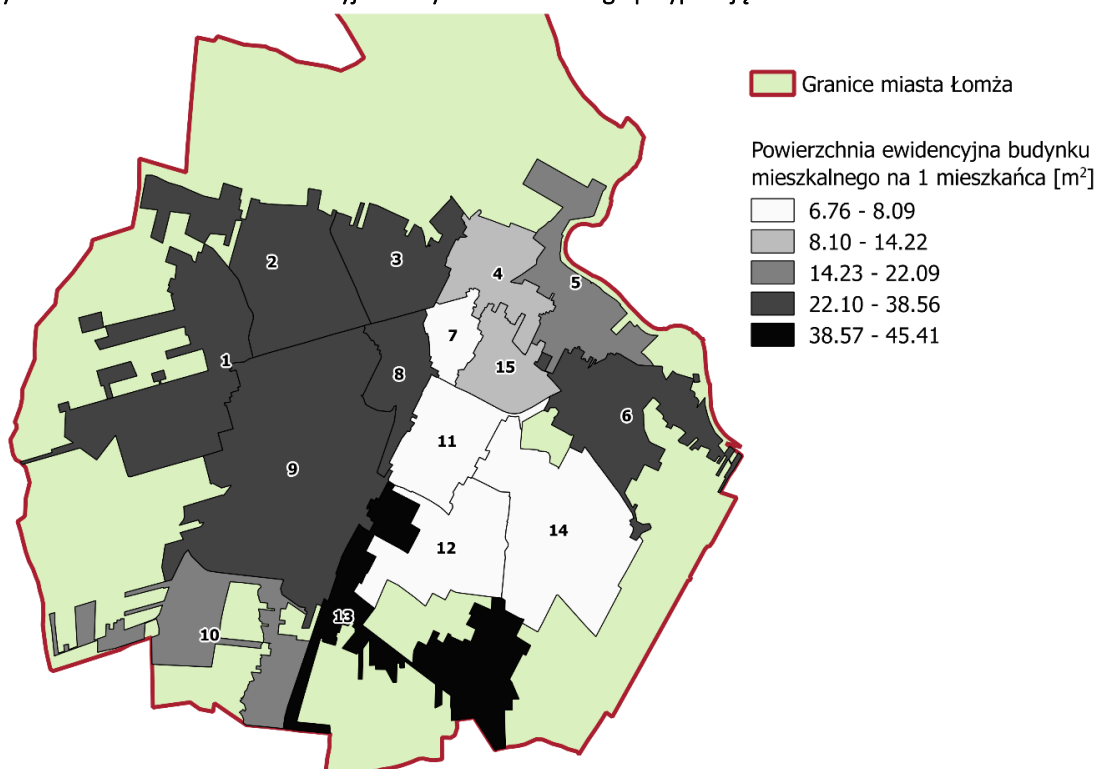 Granice miasta Łomża
Powierzchnia ewidencyjna budynku
mieszkalnego na 1 mieszkańca [m²]
6.76 - 8.09
8.10 - 14.22
14.23 - 22.09
22.10 - 38.56
38.57 - 45.41
2
3
4
5
7
1
8
15
6
11
9
14
12
13
10